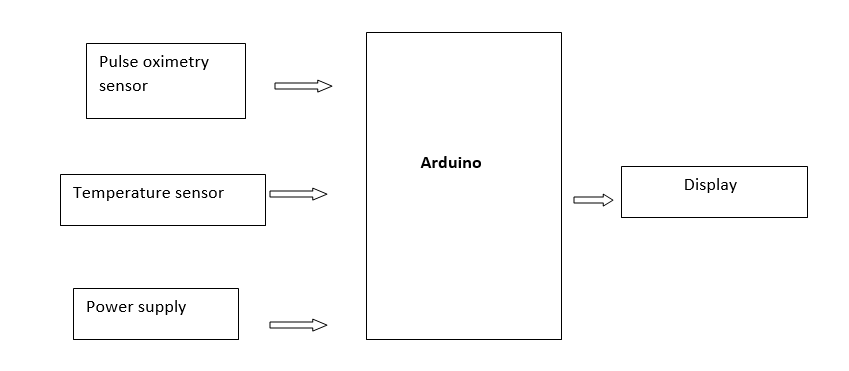 Pulse oximetry
sensor
Arduino
Temperature sensor
Display
Power supply